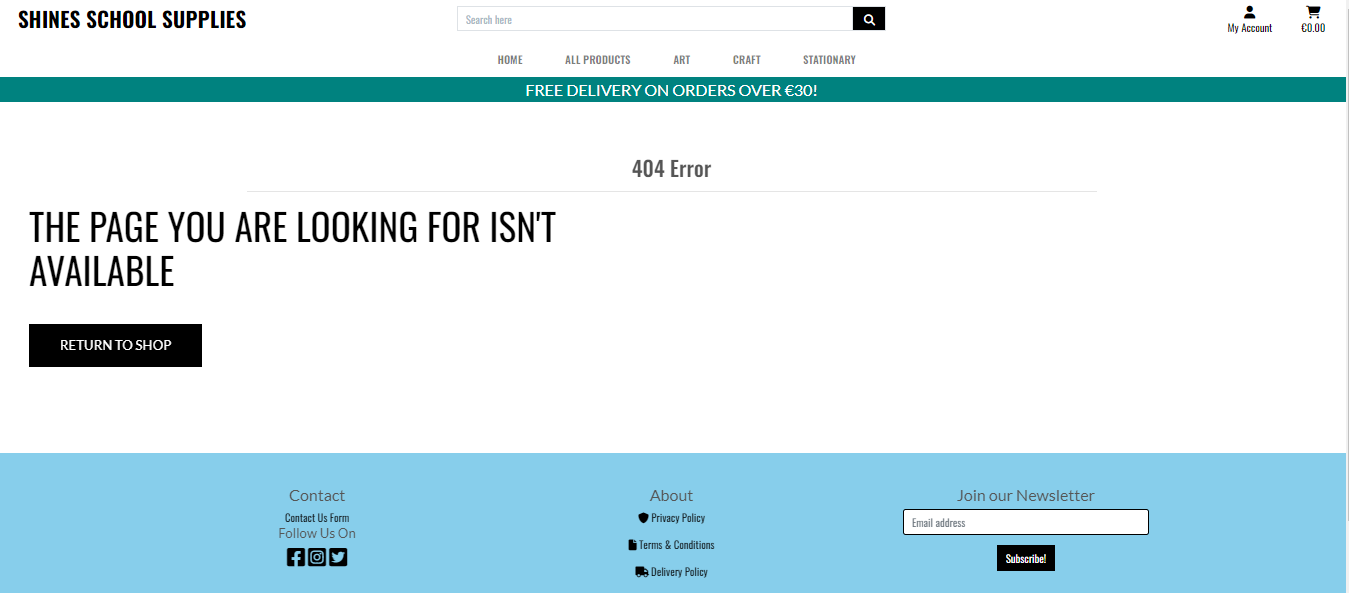 SHINES SCHOOL SUPPLIES
Search here
My Account
€0.00
HOME ALL PRODUCTS ART CRAFT STATIONARY
FREE DELIVERY ON ORDERS OVER €30!
404 Error
THE PAGE YOU ARE LOOKING FOR ISN'T
AVAILABLE
RETURN TO SHOP
Contact
Contact Us Form
Follow Us On
About
Privacy Policy
Terms & Conditions
Delivery Policy
Join our Newsletter
Email address
Subscribe!